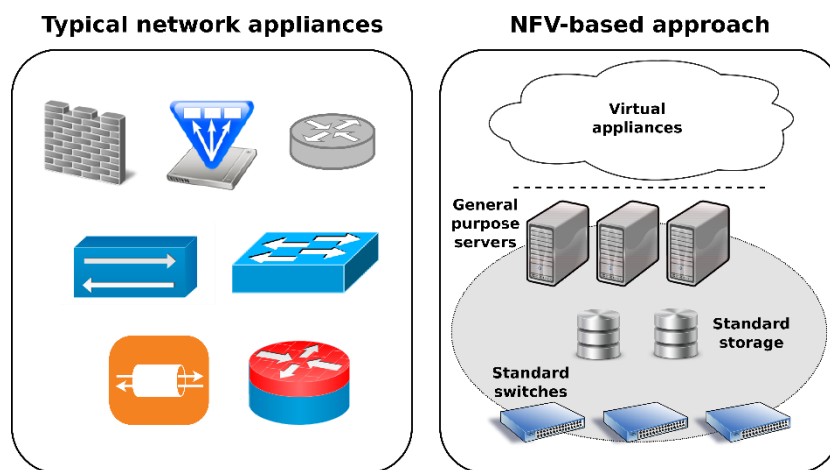 Typical network appliances
NFV-based approach
Virtual
appliances
General
purpose
servers
Standard
storage
Standard
switches